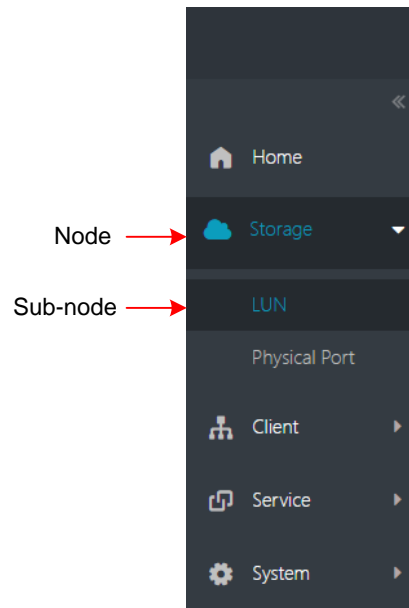 «
Home
Node
Storage
Sub-node
LUN
Physical Port
Client
Service
System